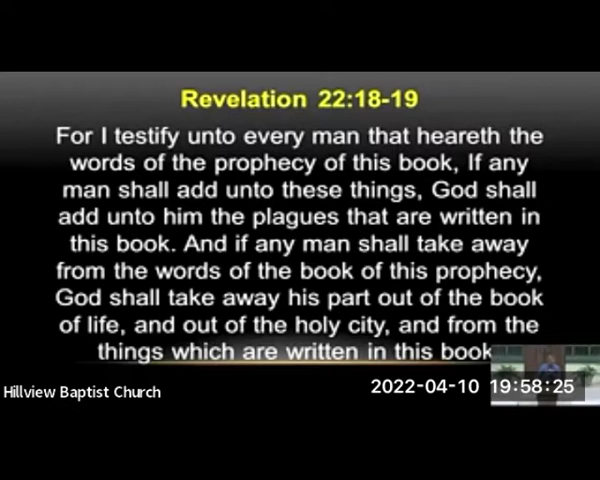 Revelation 22:18-19
For I testify unto every man that heareth the
words of the prophecy of this book, If any
man shall add unto these things, God shall
add unto him the plagues that are written in
this book. And if any man shall take away
from the words of the book of this prophecy,
God shall take away his part out of the book
of life, and out of the holy city, and from the
things which are written in this book
Hillview Baptist Church
2022-04-10 19:58:25